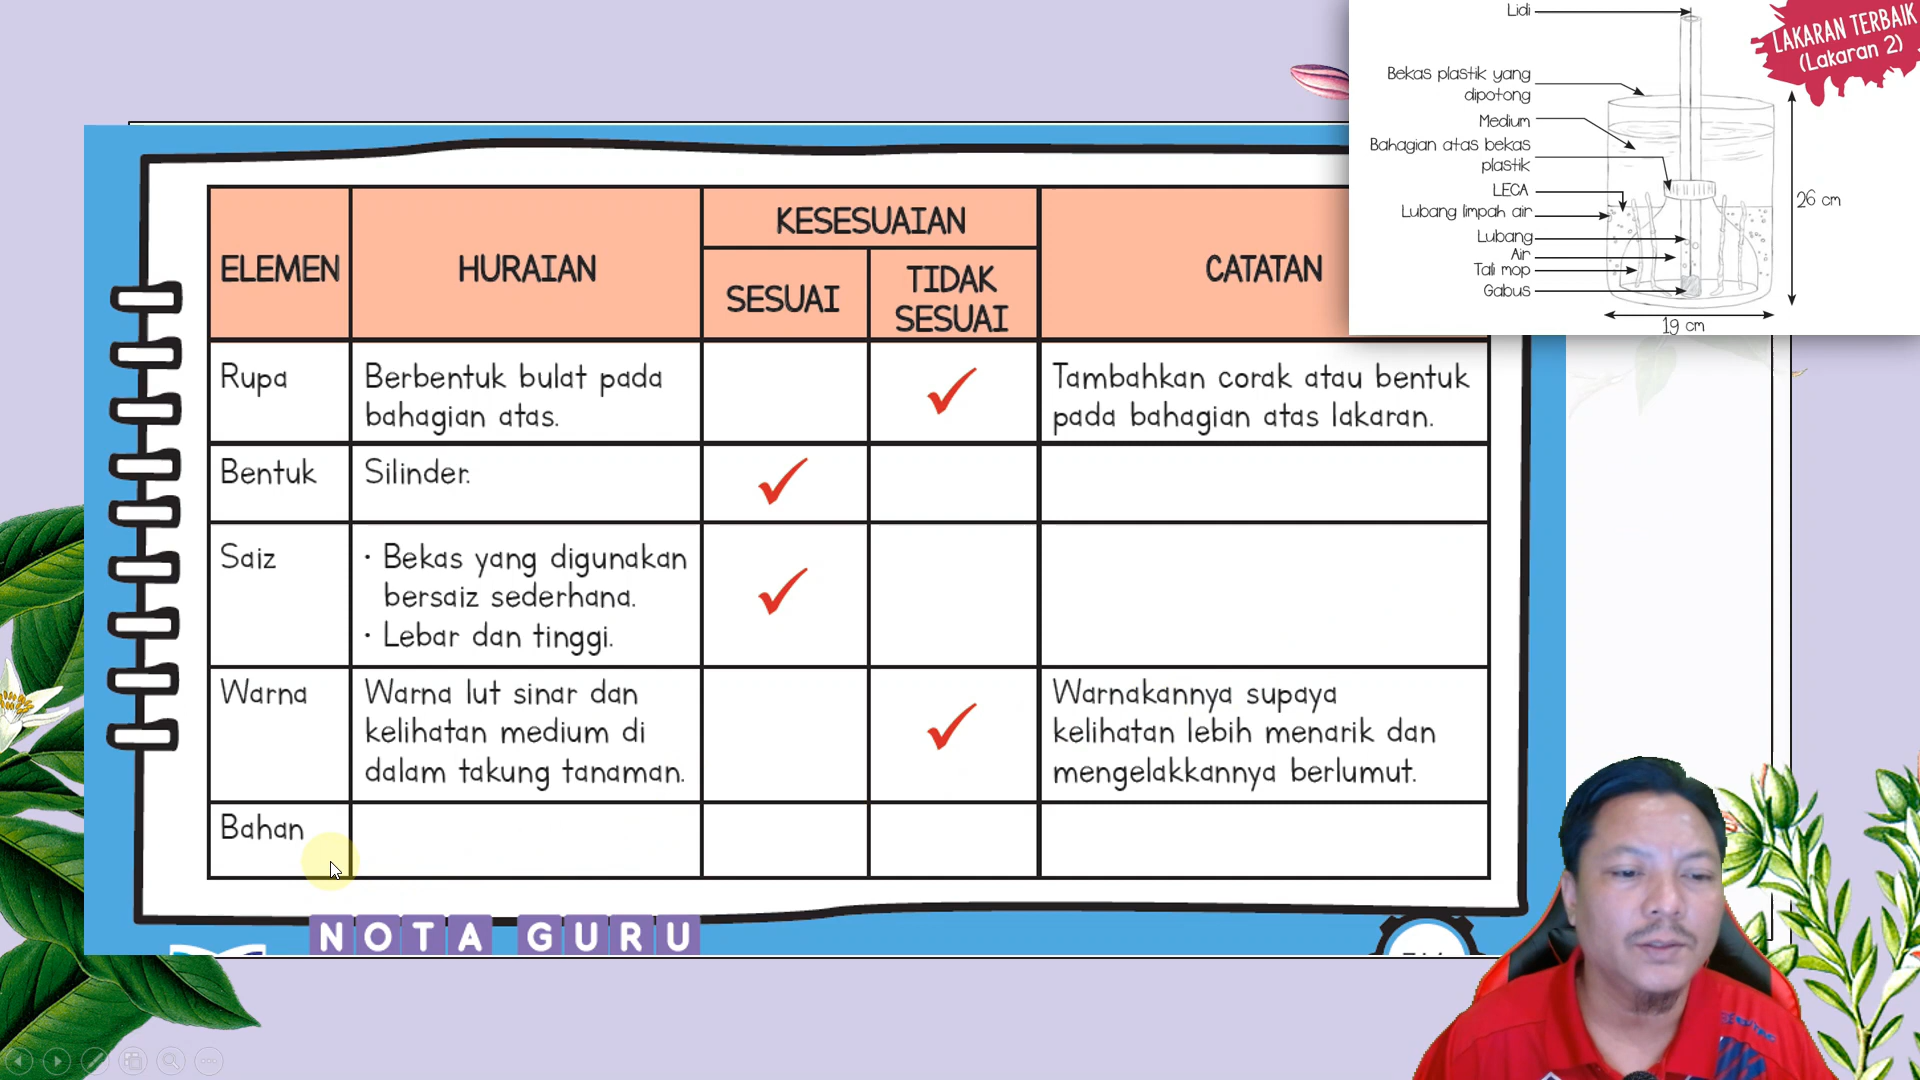 LAKARAN TERBAIK
(Lakaran 2)
Lidi
Bekas plastik yang
dipotong
Medium
Bahagian atas bekas
plastik
LECA
Lubang limpah air
Lubang
Air
Tali mop
Gabus
26 cm
19 cm
ELEMEN
HURAIAN
KESESUAIAN
SESUAI
TIDAK
SESUAI
CATATAN
Rupa
Berbentuk bulat pada
bahagian atas.
Tambahkan corak atau bentuk
pada bahagian atas lakaran.
Bentuk
Silinder.
Saiz
• Bekas yang digunakan
bersaiz sederhana.
• Lebar dan tinggi.
Warna
Warna lut sinar dan
kelihatan medium di
dalam takung tanaman.
Warnakannya supaya
kelihatan lebih menarik dan
mengelakkannya berlumut.
Bahan
NOTA GURU